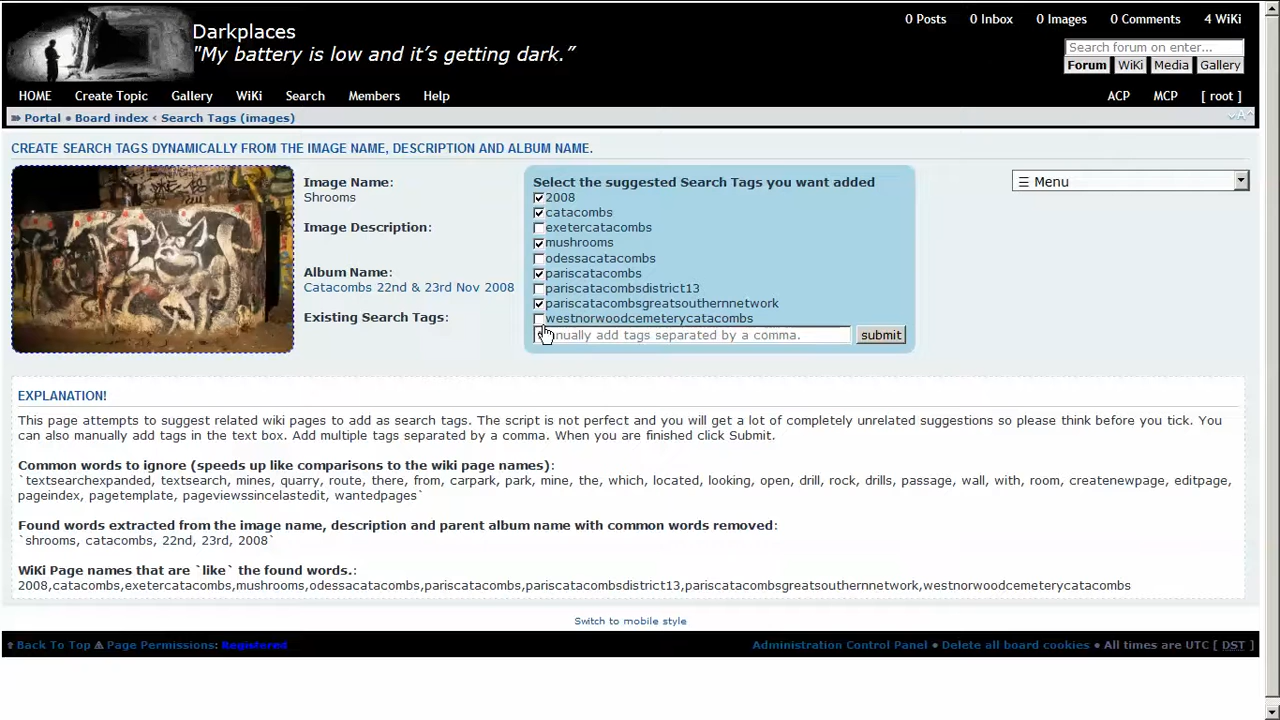 Darkplaces
"My battery is low and it's getting dark."
0 Posts 0 Inbox 0 Images 0 Comments 4 WiKi
Search forum on enter...
Forum WiKi Media Gallery
HOME Create Topic Gallery WiKi Search Members Help ACP MCP [ root ]
Portal • Board index ‹ Search Tags (images)
CREATE SEARCH TAGS DYNAMICALLY FROM THE IMAGE NAME, DESCRIPTION AND ALBUM NAME.
Image Name:
Shrooms
Image Description:
Album Name:
Catacombs 22nd & 23rd Nov 2008
Existing Search Tags:
Select the suggested Search Tags you want added
2008
catacombs
exetercatacombs
mushrooms
odessacatacombs
pariscatacombs
pariscatacombsdistrict13
pariscatacombsgreatsouthernnetwork
westnorwoodcemeterycatacombs
add tags separated by a comma. submit
☰ Menu
EXPLANATION!
This page attempts to suggest related wiki pages to add as search tags. The script is not perfect and you will get a lot of completely unrelated suggestions so please think before you tick. You
can also manually add tags in the text box. Add multiple tags separated by a comma. When you are finished click Submit.
Common words to ignore (speeds up like comparisons to the wiki page names):
`textsearchexpanded, textsearch, mines, quarry, route, there, from, carpark, park, mine, the, which, located, looking, open, drill, rock, drills, passage, wall, with, room, createnewpage, editpage,
pageindex, pagetemplate, pageviewssincelastedit, wantedpages`
Found words extracted from the image name, description and parent album name with common words removed:
`shrooms, catacombs, 22nd, 23rd, 2008`
WiKi Page names that are `like` the found words.:
2008,catacombs,exetercatacombs,mushrooms,odessacatacombs,pariscatacombs,pariscatacombsdistrict13,pariscatacombsgreatsouthernnetwork,westnorwoodcemeterycatacombs
Switch to mobile style
Back To Top Page Permissions: Registered
Administration Control Panel • Delete all board cookies • All times are UTC [ DST ]